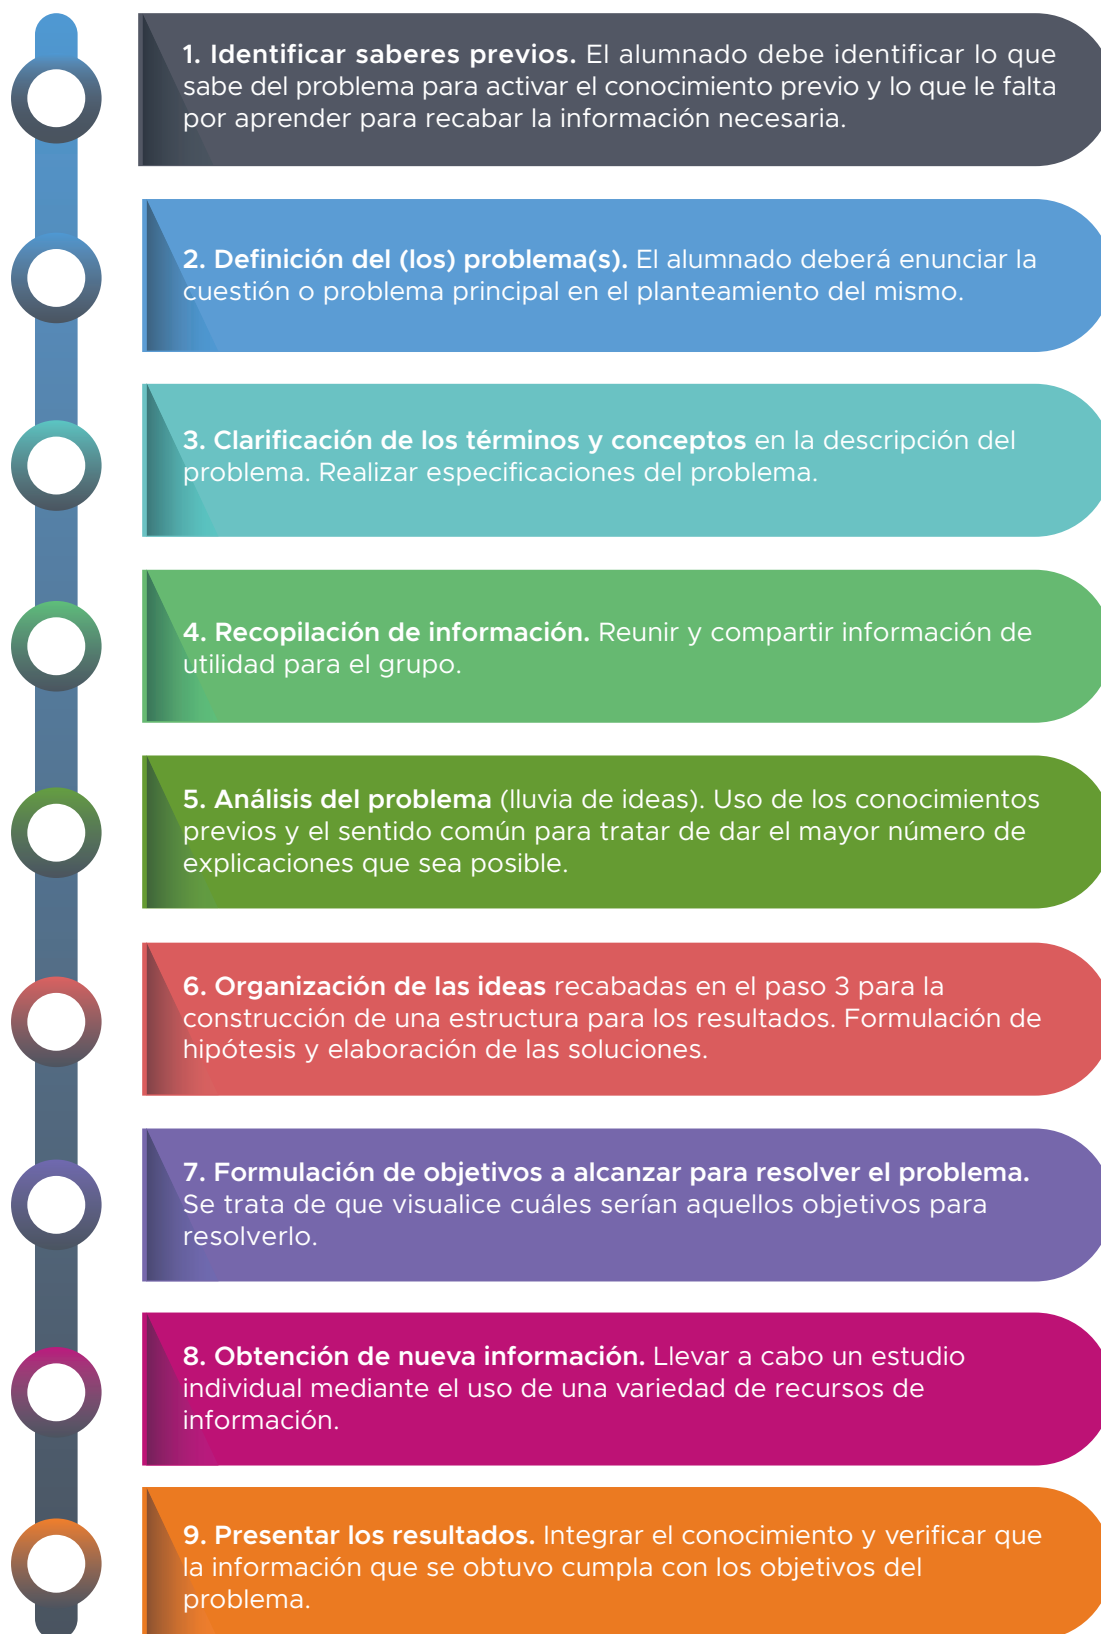 1. Identificar saberes previos. El alumnado debe identificar lo que
sabe del problema para activar el conocimiento previo y lo que le falta
por aprender para recabar la información necesaria.
2. Definición del (los) problema(s). El alumnado deberá enunciar la
cuestión o problema principal en el planteamiento del mismo.
3. Clarificación de los términos y conceptos en la descripción del
problema. Realizar especificaciones del problema.
4. Recopilación de información. Reunir y compartir información de
utilidad para el grupo.
5. Análisis del problema (lluvia de ideas). Uso de los conocimientos
previos y el sentido común para tratar de dar el mayor número de
explicaciones que sea posible.
6. Organización de las ideas recabadas en el paso 3 para la
construcción de una estructura para los resultados. Formulación de
hipótesis y elaboración de las soluciones.
7. Formulación de objetivos a alcanzar para resolver el problema.
Se trata de que visualice cuáles serían aquellos objetivos para
resolverlo.
8. Obtención de nueva información. Llevar a cabo un estudio
individual mediante el uso de una variedad de recursos de
información.
9. Presentar los resultados. Integrar el conocimiento y verificar que
la información que se obtuvo cumpla con los objetivos del
problema.